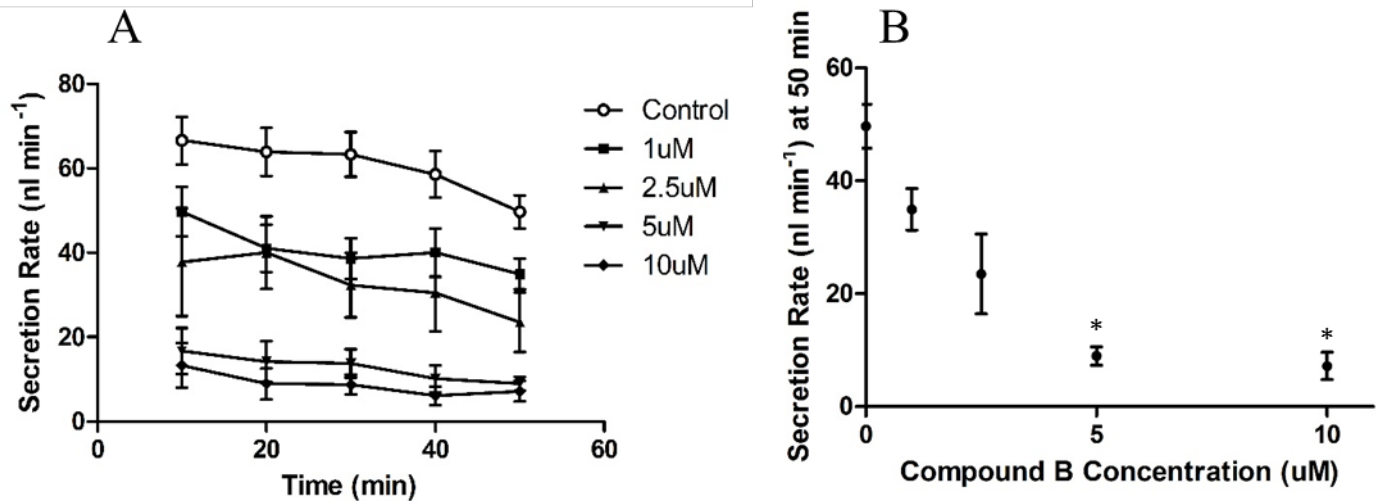 A
Secretion Rate (nl min⁻¹)
80
60
40
20
0
0
20
40
60
Time (min)
Control
1uM
2.5uM
5uM
10uM
B
Secretion Rate (nl min⁻¹) at 50 min
60
40
20
0
*
*
0
5
10
Compound B Concentration (uM)